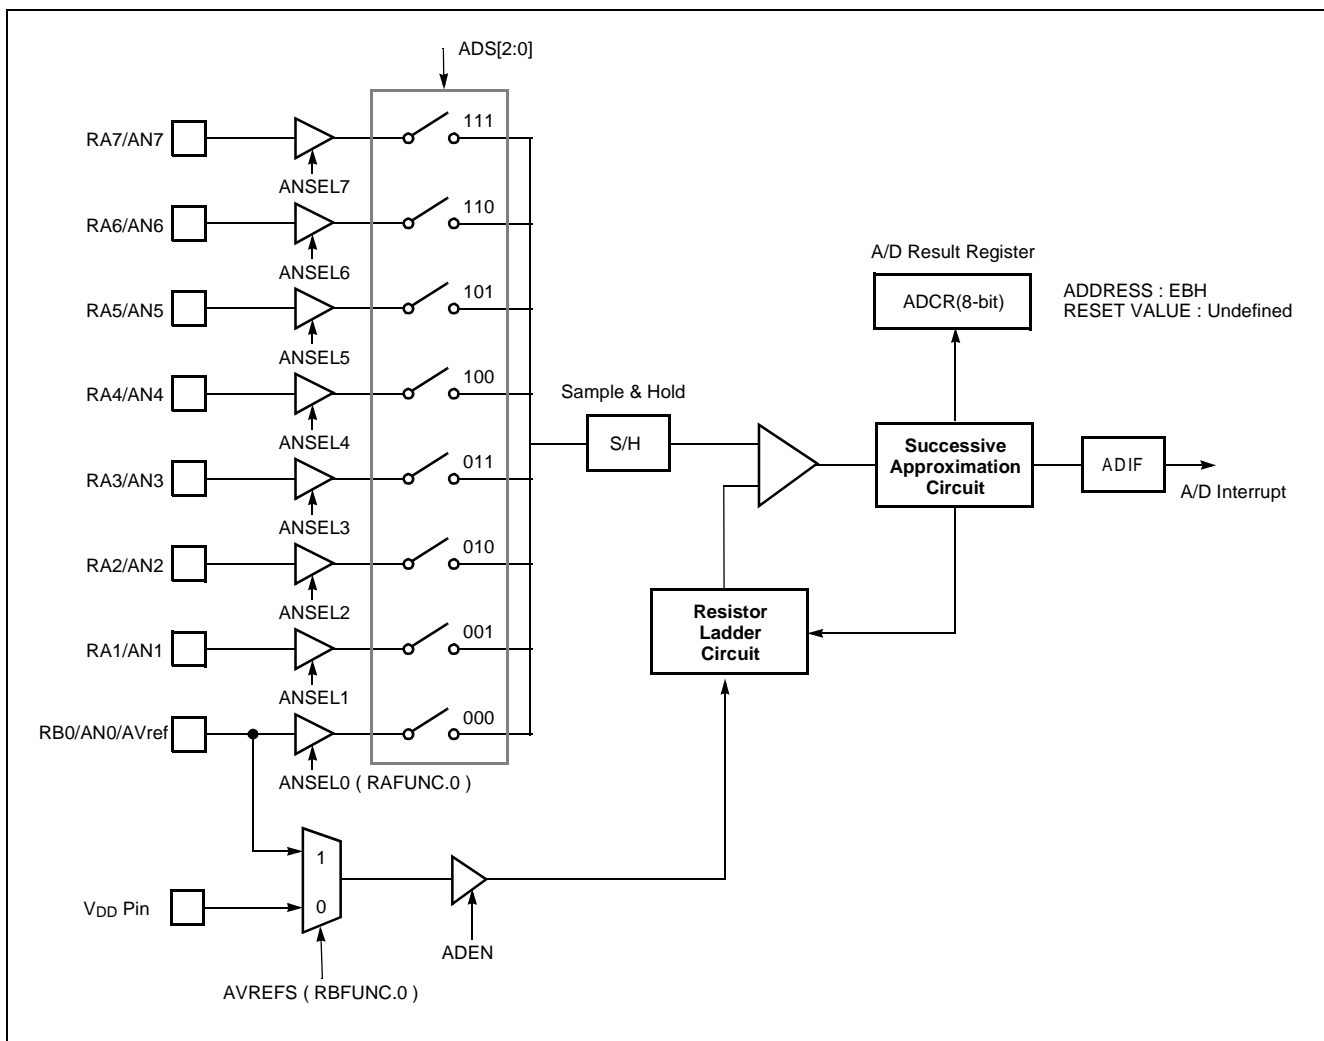 ADS[2:0]
RA7/AN7
111
ANSEL7
RA6/AN6
110
ANSEL6
RA5/AN5
101
ANSEL5
RA4/AN4
100
ANSEL4
RA3/AN3
011
ANSEL3
RA2/AN2
010
ANSEL2
RA1/AN1
001
ANSEL1
RB0/AN0/AVref
000
ANSEL0 ( RAFUNC.0 )
1
0
VDD Pin
ADEN
AVREFS ( RBFUNC.0 )
Sample & Hold
S/H
A/D Result Register
ADCR(8-bit)
ADDRESS : EBH
RESET VALUE : Undefined
Successive
Approximation
Circuit
ADIF
A/D Interrupt
Resistor
Ladder
Circuit